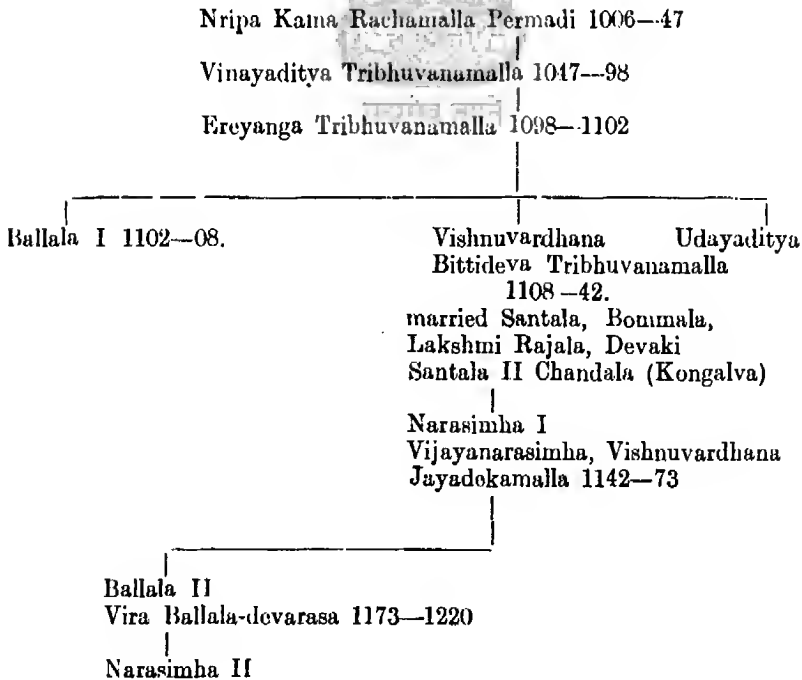 Nripa Kama Rachamalla Permadi 1006—47
Vinayaditya Tribhuvanamalla 1047—98
Ereyanga Tribhuvanamalla 1098—1102
Ballala I 1102—08.
Vishnuvardhana Udayaditya
Bittideva Tribhuvanamalla
1108—42.
married Santala, Bommala,
Lakshmi Rajala, Devaki
Santala II Chandala (Kongalva)
Narasimha I
Vijayanarasimha, Vishnuvardhana
Jayadekamalla 1142—73
Ballala II
Vira Ballala-devarasa 1173—1220
Narasimha II